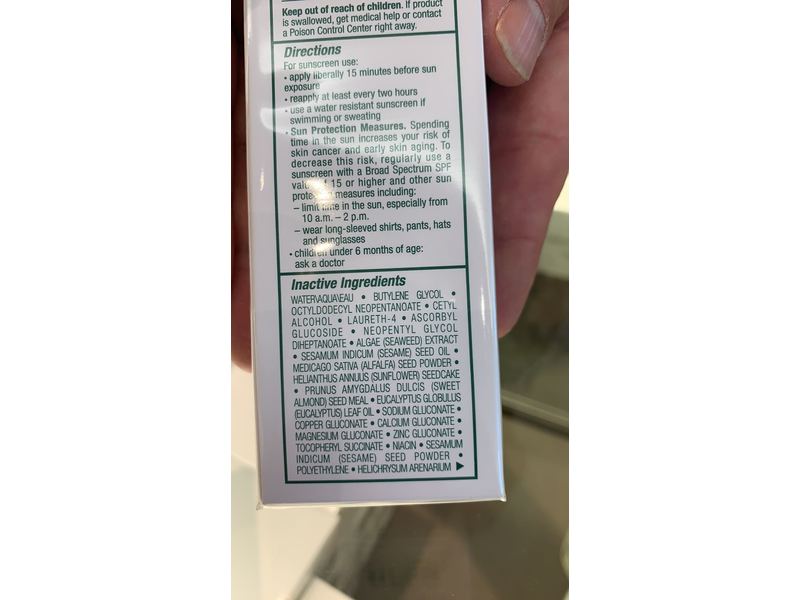 Keep out of reach of children. If product
is swallowed, get medical help or contact
a Poison Control Center right away.
Directions
For sunscreen use:
• apply liberally 15 minutes before sun
exposure
• reapply at least every two hours
• use a water resistant sunscreen if
swimming or sweating
• Sun Protection Measures. Spending
time in the sun increases your risk of
skin cancer and early skin aging. To
decrease this risk, regularly use a
sunscreen with a Broad Spectrum SPF
value of 15 or higher and other sun
protection measures including:
– limit time in the sun, especially from
10 a.m. – 2 p.m.
– wear long-sleeved shirts, pants, hats
and sunglasses
• children under 6 months of age:
ask a doctor
Inactive Ingredients
WATER\AQUA\EAU • BUTYLENE GLYCOL •
OCTYLDODECYL NEOPENTANOATE • CETYL
ALCOHOL • LAURETH-4 • ASCORBYL
GLUCOSIDE • NEOPENTYL GLYCOL
DIHEPTANOATE • ALGAE (SEAWEED) EXTRACT
• SESAMUM INDICUM (SESAME) SEED OIL •
MEDICAGO SATIVA (ALFALFA) SEED POWDER •
HELIANTHUS ANNUUS (SUNFLOWER) SEEDCAKE
• PRUNUS AMYGDALUS DULCIS (SWEET
ALMOND) SEED MEAL • EUCALYPTUS GLOBULUS
(EUCALYPTUS) LEAF OIL • SODIUM GLUCONATE •
COPPER GLUCONATE • CALCIUM GLUCONATE •
MAGNESIUM GLUCONATE • ZINC GLUCONATE •
TOCOPHERYL SUCCINATE • NIACIN • SESAMUM
INDICUM (SESAME) SEED POWDER •
POLYETHYLENE • HELICHRYSUM ARENARIUM ▶